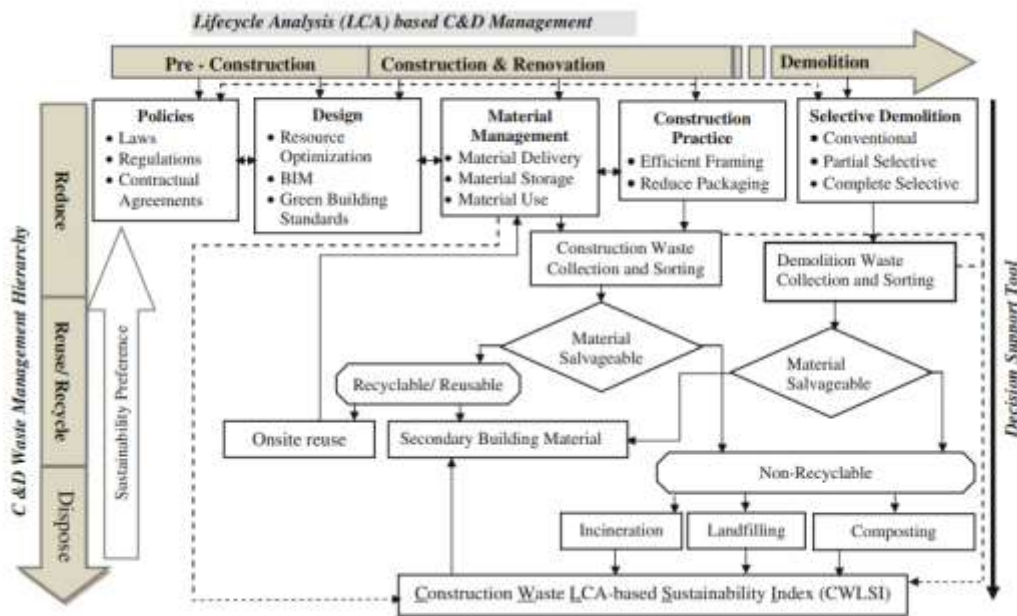 Lifecycle Analysis (LCA) based C&D Management
Pre - Construction
Construction & Renovation
Demolition
Policies
• Laws
• Regulations
• Contractual
Agreements
Design
• Resource
Optimization
• BIM
• Green Building
Standards
Material
Management
• Material Delivery
• Material Storage
• Material Use
Construction
Practice
• Efficient Framing
• Reduce Packaging
Selective Demolition
• Conventional
• Partial Selective
• Complete Selective
C &D Waste Management Hierarchy
Reduce
Reuse/ Recycle
Dispose
Sustainability Preference
Decision Support Tool
Construction Waste
Collection and Sorting
Demolition Waste
Collection and Sorting
Material
Salvageable
Material
Salvageable
Recyclable/ Reusable
Onsite reuse
Secondary Building Material
Non-Recyclable
Incineration
Landfilling
Composting
Construction Waste LCA-based Sustainability Index (CWLSI)